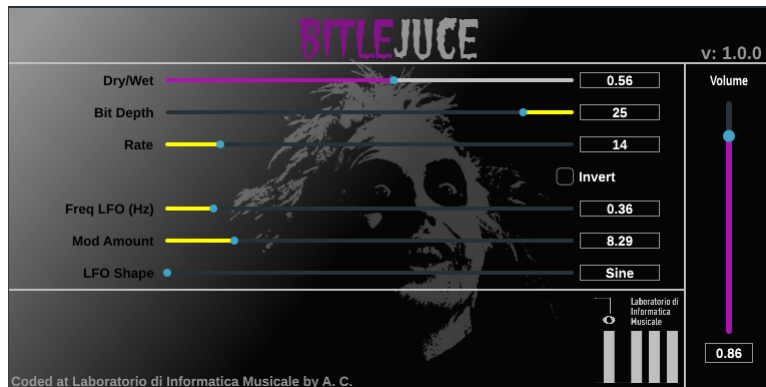 BITLEJUCE
v: 1.0.0
Dry/Wet 0.56
Volume
Bit Depth 25
Rate 14
Invert
Freq LFO (Hz) 0.36
Mod Amount 8.29
LFO Shape Sine
Laboratorio di
Informatica
Musicale
0.86
Coded at Laboratorio di Informatica Musicale by A. C.